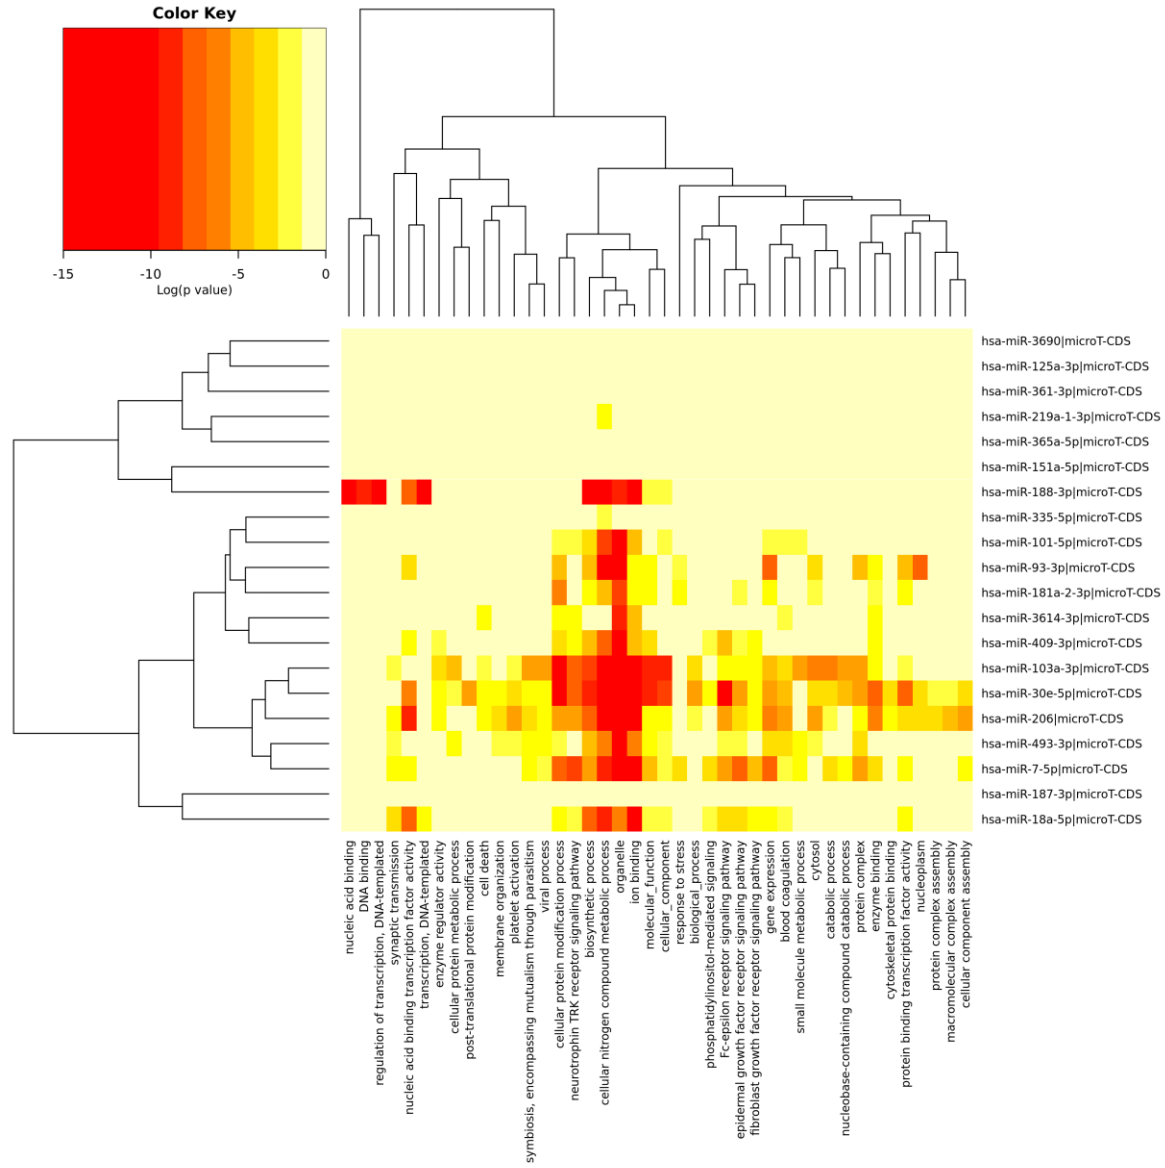 Color Key
-15 -10 -5 0
Log(p value)
hsa-miR-3690|microT-CDS
hsa-miR-125a-3p|microT-CDS
hsa-miR-361-3p|microT-CDS
hsa-miR-219a-1-3p|microT-CDS
hsa-miR-365a-5p|microT-CDS
hsa-miR-151a-5p|microT-CDS
hsa-miR-188-3p|microT-CDS
hsa-miR-335-5p|microT-CDS
hsa-miR-101-5p|microT-CDS
hsa-miR-93-3p|microT-CDS
hsa-miR-181a-2-3p|microT-CDS
hsa-miR-3614-3p|microT-CDS
hsa-miR-409-3p|microT-CDS
hsa-miR-103a-3p|microT-CDS
hsa-miR-30e-5p|microT-CDS
hsa-miR-206|microT-CDS
hsa-miR-493-3p|microT-CDS
hsa-miR-7-5p|microT-CDS
hsa-miR-187-3p|microT-CDS
hsa-miR-18a-5p|microT-CDS
nucleic acid binding
DNA binding
regulation of transcription, DNA-templated
synaptic transmission
nucleic acid binding transcription factor activity
transcription, DNA-templated
enzyme regulator activity
cellular protein metabolic process
post-translational protein modification
cell death
membrane organization
platelet activation
symbiosis, encompassing mutualism through parasitism
viral process
cellular protein modification process
neurotrophin TRK receptor signaling pathway
biosynthetic process
cellular nitrogen compound metabolic process
organelle
ion binding
molecular_function
cellular_component
response to stress
biological_process
phosphatidylinositol-mediated signaling
Fc-epsilon receptor signaling pathway
epidermal growth factor receptor signaling pathway
fibroblast growth factor receptor signaling pathway
gene expression
blood coagulation
small molecule metabolic process
cytosol
catabolic process
nucleobase-containing compound catabolic process
protein complex
enzyme binding
cytoskeletal protein binding
protein binding transcription factor activity
nucleoplasm
protein complex assembly
macromolecular complex assembly
cellular component assembly